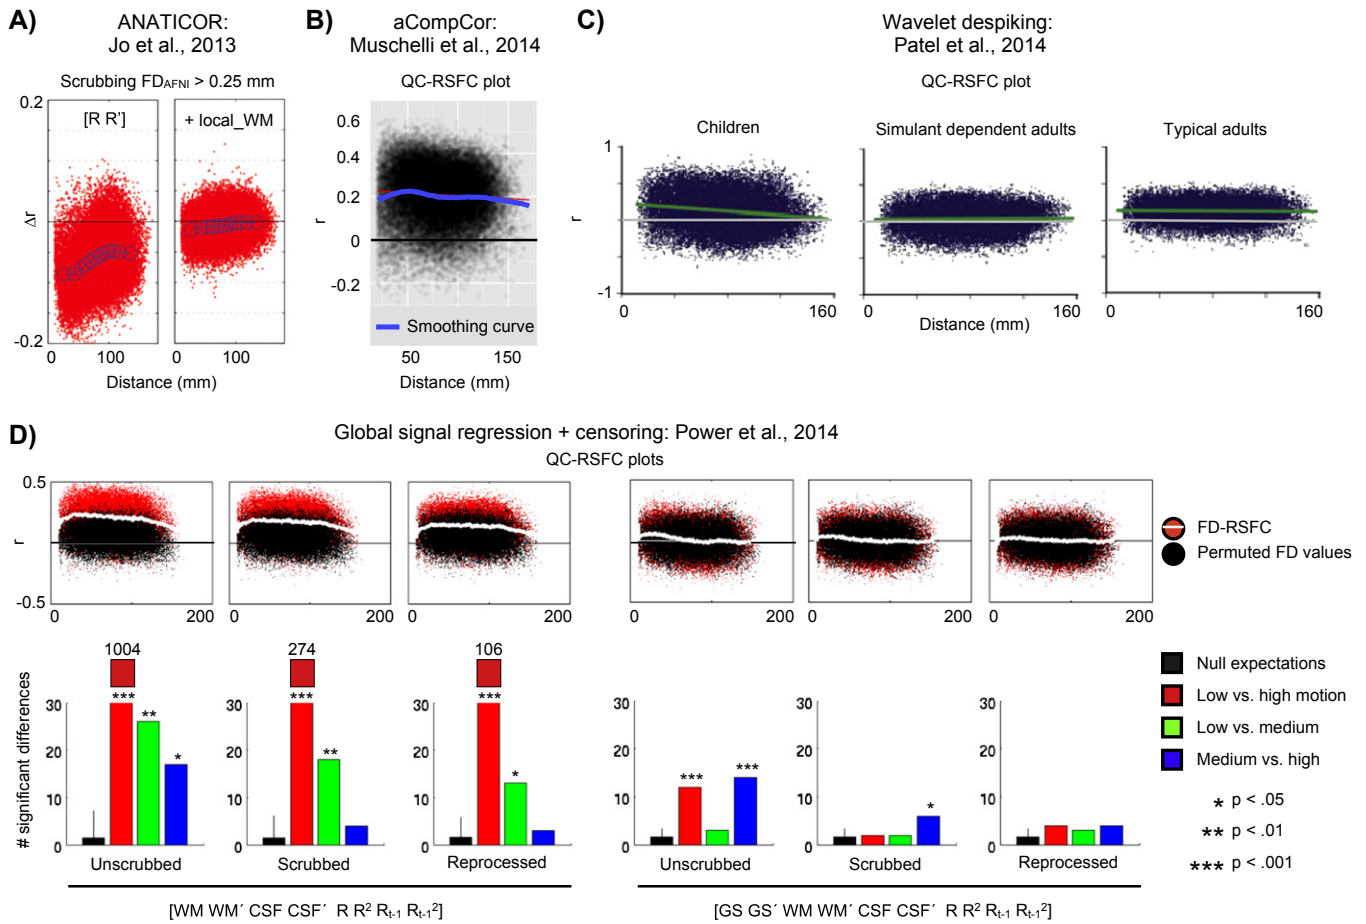 A)
ANATICOR:
Jo et al., 2013
Scrubbing FDAFNI > 0.25 mm
[R R']
+ local_WM
0.2
Δr
-0.2
0 100 0 100
Distance (mm)
B)
aCompCor:
Muschelli et al., 2014
QC-RSFC plot
0.6
0.4
0.2
r
0
-0.2
Smoothing curve
50 150
Distance (mm)
C)
Wavelet despiking:
Patel et al., 2014
QC-RSFC plot
Children
Simulant dependent adults
Typical adults
1
r
-1
0 160 0 160 0 160
Distance (mm)
D)
Global signal regression + censoring: Power et al., 2014
QC-RSFC plots
0.5
r
-0.5
0 200 0 200 0 200 0 200 0 200 0 200
FD-RSFC
Permuted FD values
1004 274 106
# significant differences
30 30 30 30 30 30
20 20 20 20 20 20
10 10 10 10 10 10
0 0 0 0 0 0
*** ** *
*** **
*** *
*** ***
*
Unscrubbed Scrubbed Reprocessed Unscrubbed Scrubbed Reprocessed
[WM WM´ CSF CSF´ R R² Rt-1 Rt-1²]
[GS GS´ WM WM´ CSF CSF´ R R² Rt-1 Rt-1²]
Null expectations
Low vs. high motion
Low vs. medium
Medium vs. high
* p < .05
** p < .01
*** p < .001